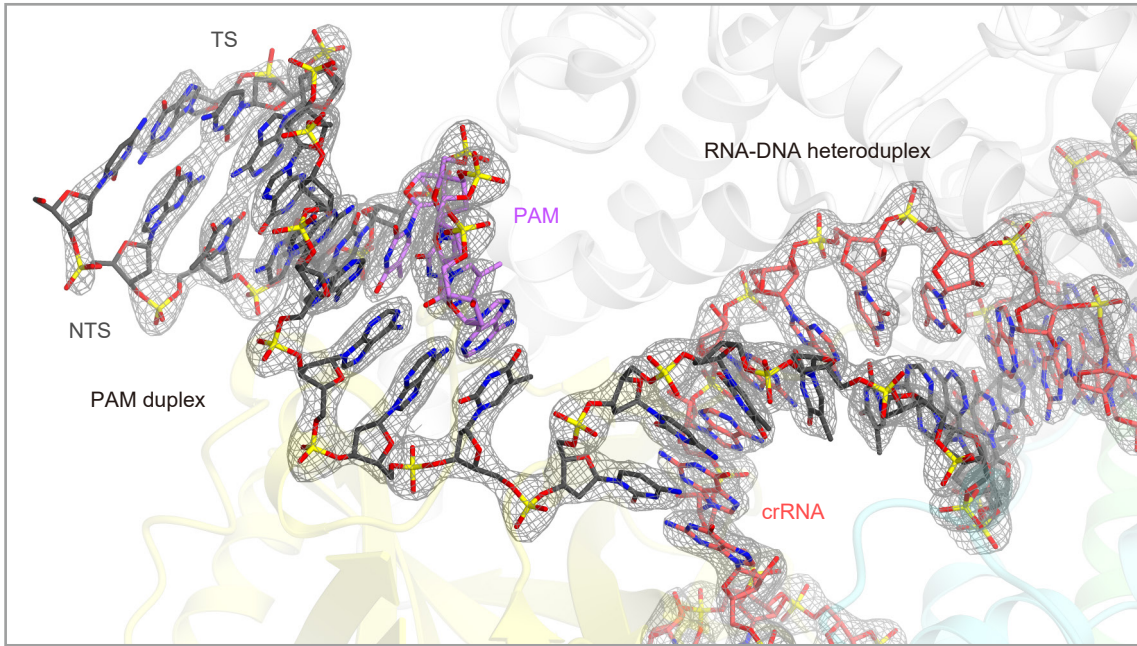 TS
RNA-DNA heteroduplex
PAM
NTS
PAM duplex
crRNA